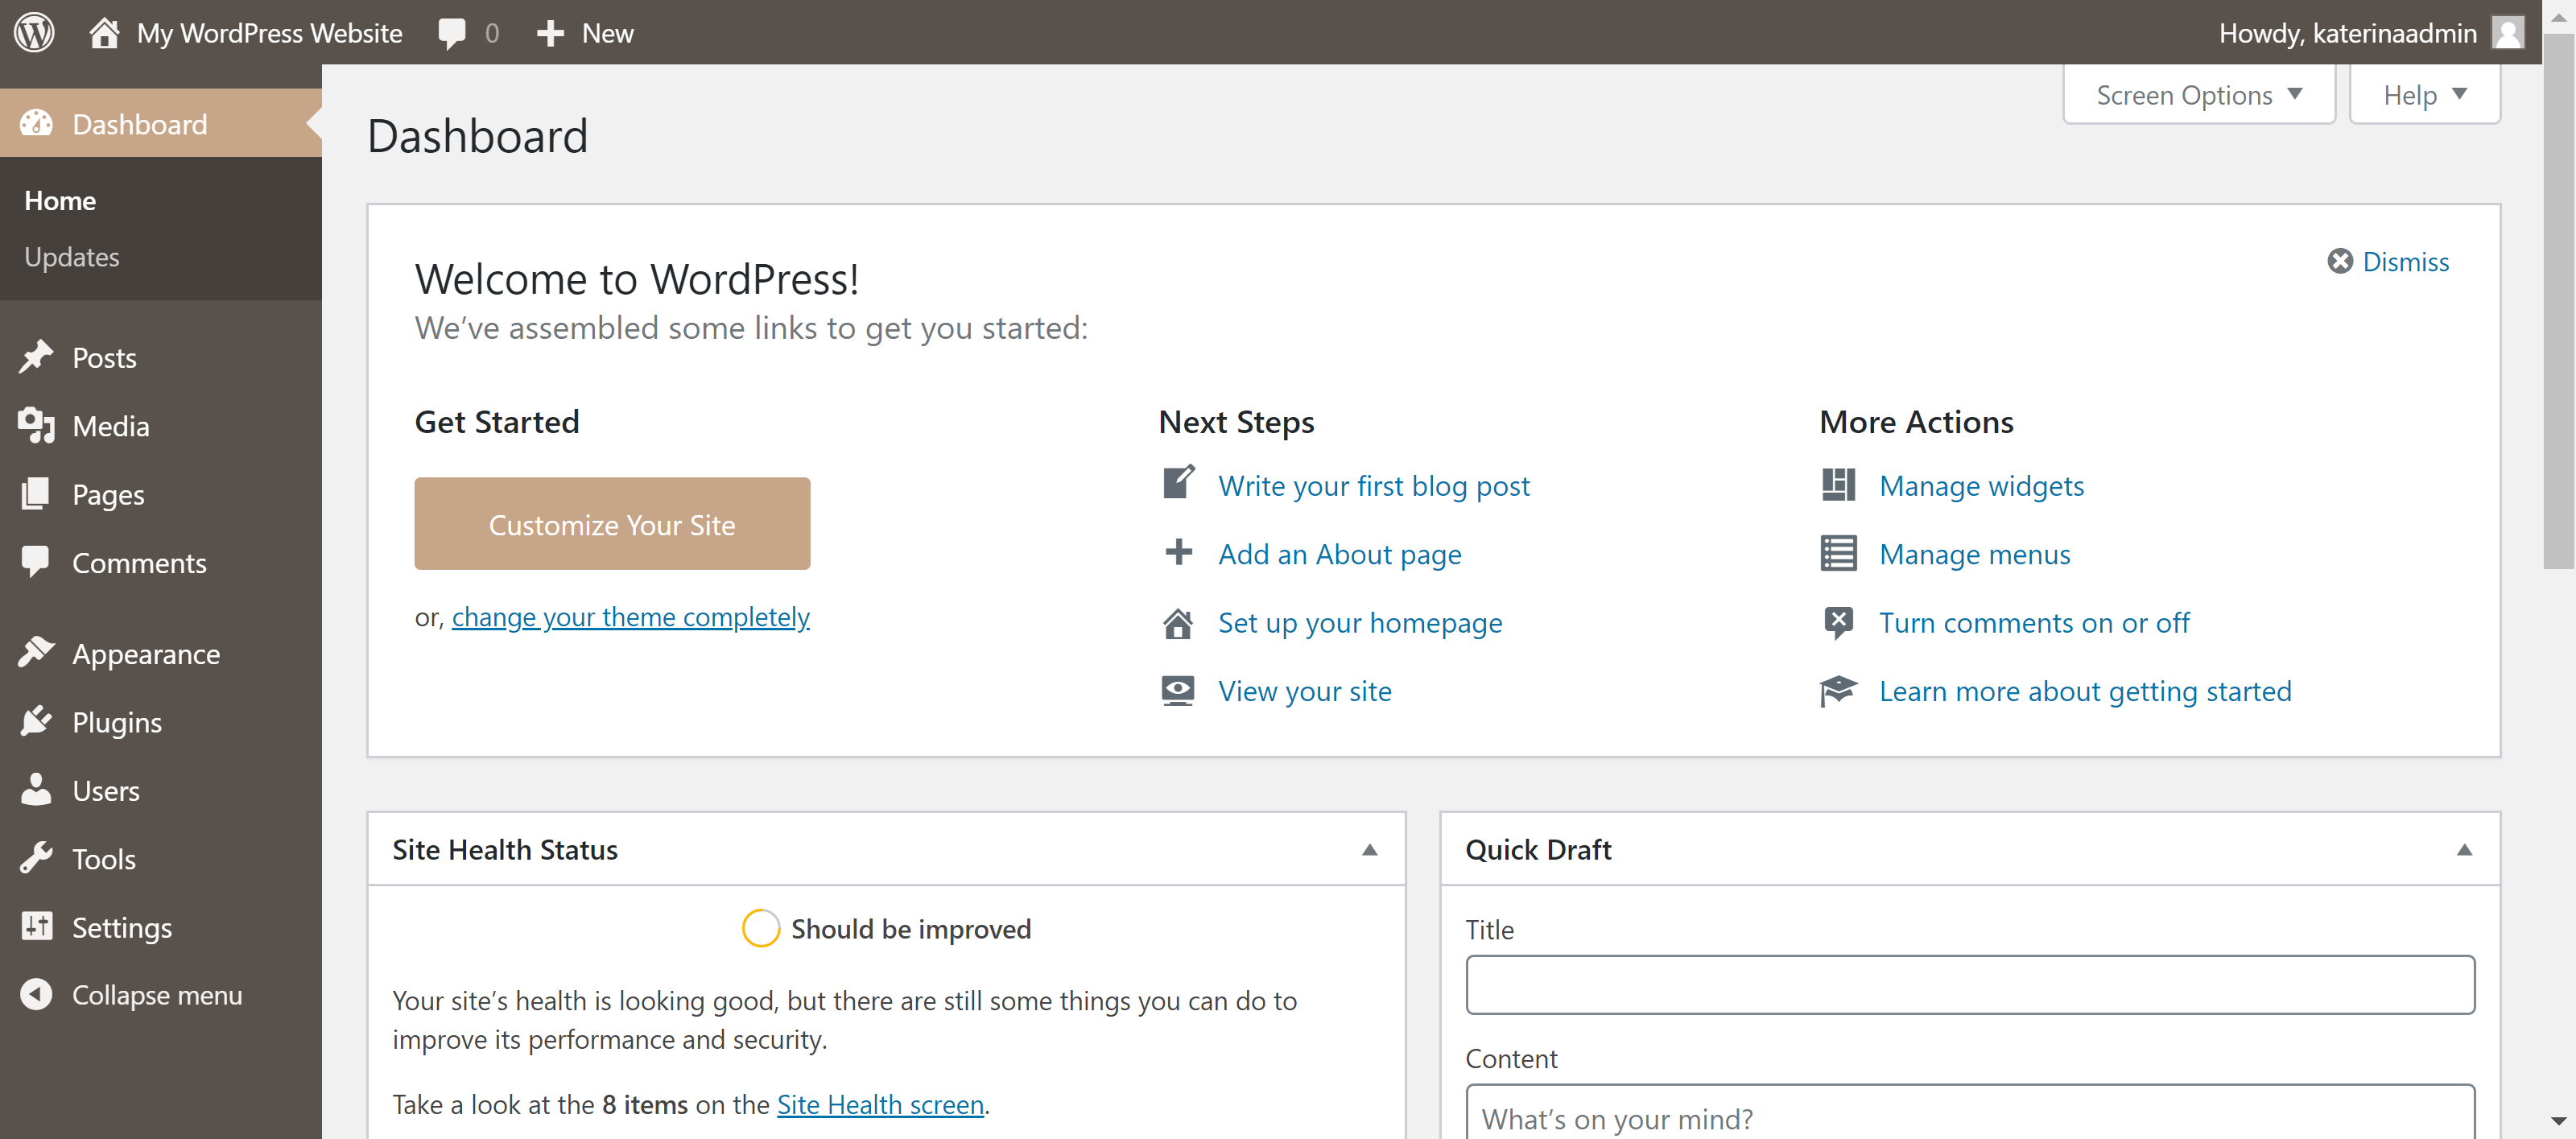 My WordPress Website 0 New Howdy, katerinaadmin
Dashboard
Home
Updates
Posts
Media
Pages
Comments
Appearance
Plugins
Users
Tools
Settings
Collapse menu
Screen Options Help
Dashboard
Welcome to WordPress!
We’ve assembled some links to get you started:
Dismiss
Get Started
Customize Your Site
or, change your theme completely
Next Steps
Write your first blog post
Add an About page
Set up your homepage
View your site
More Actions
Manage widgets
Manage menus
Turn comments on or off
Learn more about getting started
Site Health Status
Should be improved
Your site’s health is looking good, but there are still some things you can do to
improve its performance and security.
Take a look at the 8 items on the Site Health screen.
Quick Draft
Title
Content
What’s on your mind?